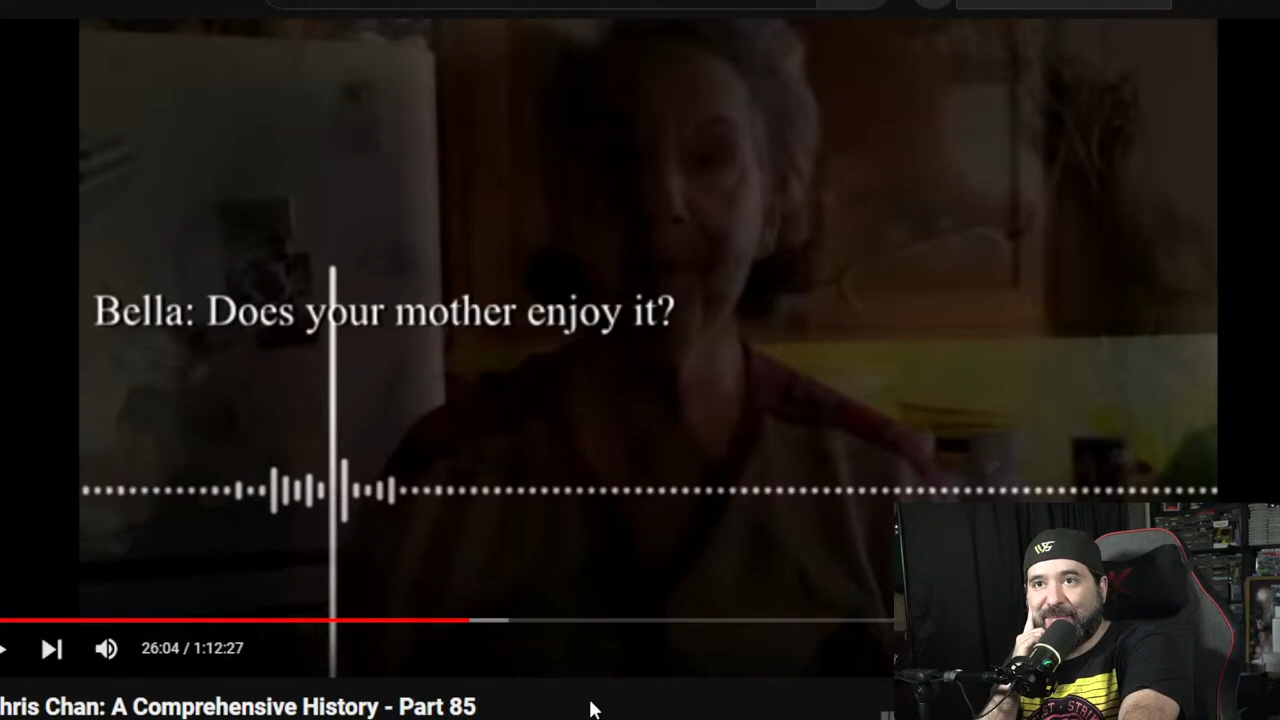 Bella: Does your mother enjoy it?
26:04 / 1:12:27
hris Chan: A Comprehensive History - Part 85